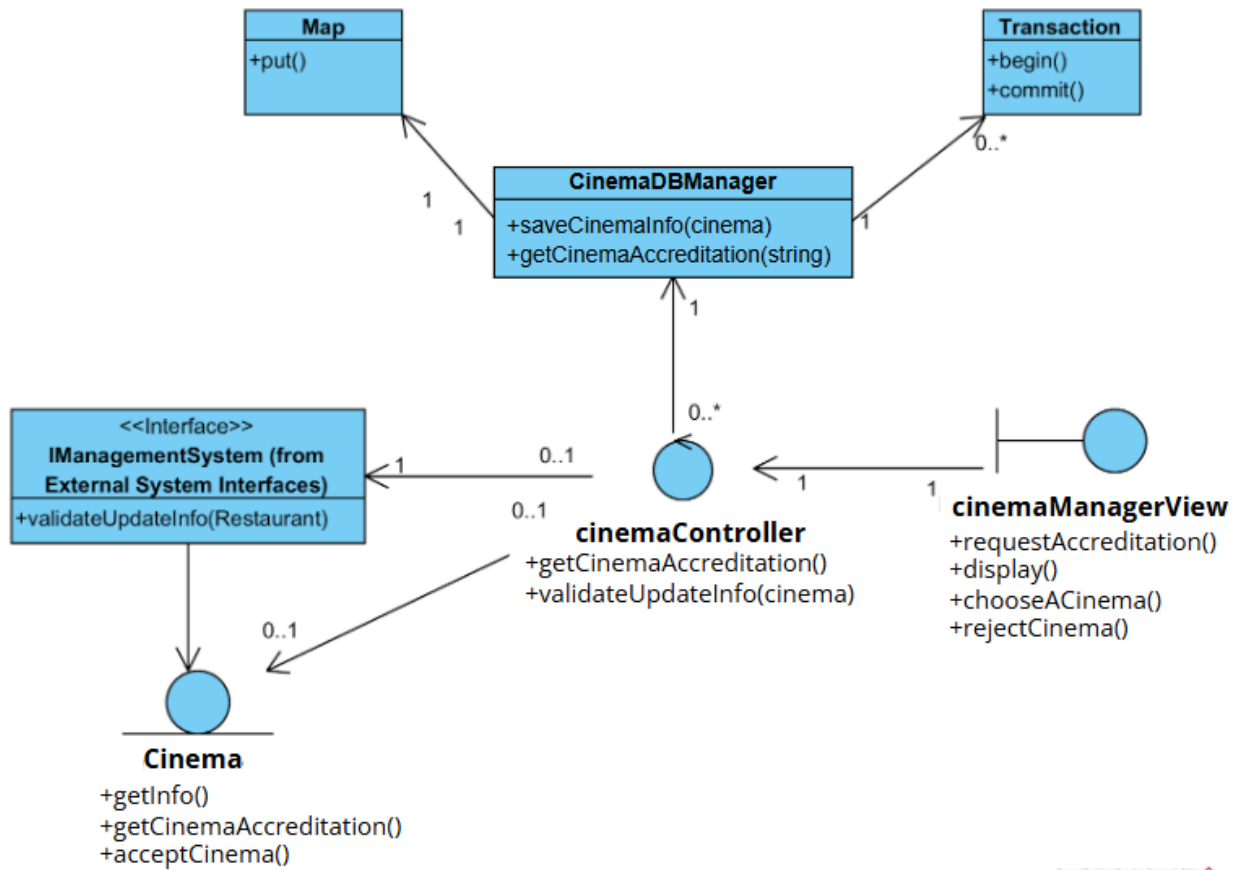 Map
+put()
Transaction
+begin()
+commit()
0..*
CinemaDBManager
+saveCinemaInfo(cinema)
+getCinemaAccreditation(string)
1
1
1
1
0..*
<<Interface>>
IManagementSystem (from
External System Interfaces)
+validateUpdateInfo(Restaurant)
1
0..1
0..1
cinemaController
+getCinemaAccreditation()
+validateUpdateInfo(cinema)
1
1
cinemaManagerView
+requestAccreditation()
+display()
+chooseACinema()
+rejectCinema()
0..1
Cinema
+getInfo()
+getCinemaAccreditation()
+acceptCinema()